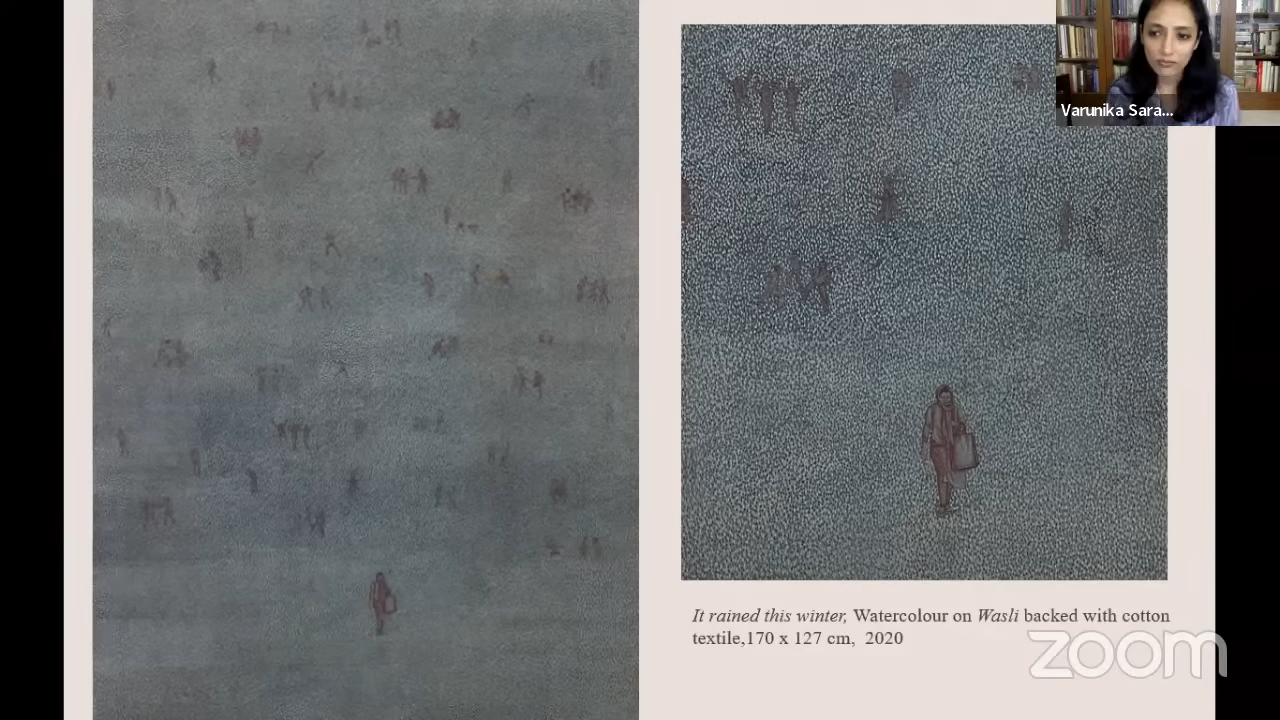 Varunika Sara...
It rained this winter, Watercolour on Wasli backed with cotton
textile,170 x 127 cm,  2020
zoom